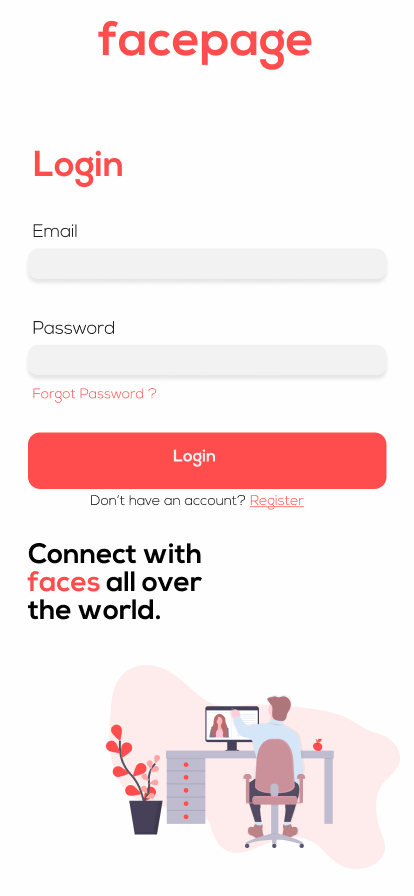 facepage
Login
Email
Password
Forgot Password ?
Login
Don't have an account? Register
Connect with
faces all over
the world.